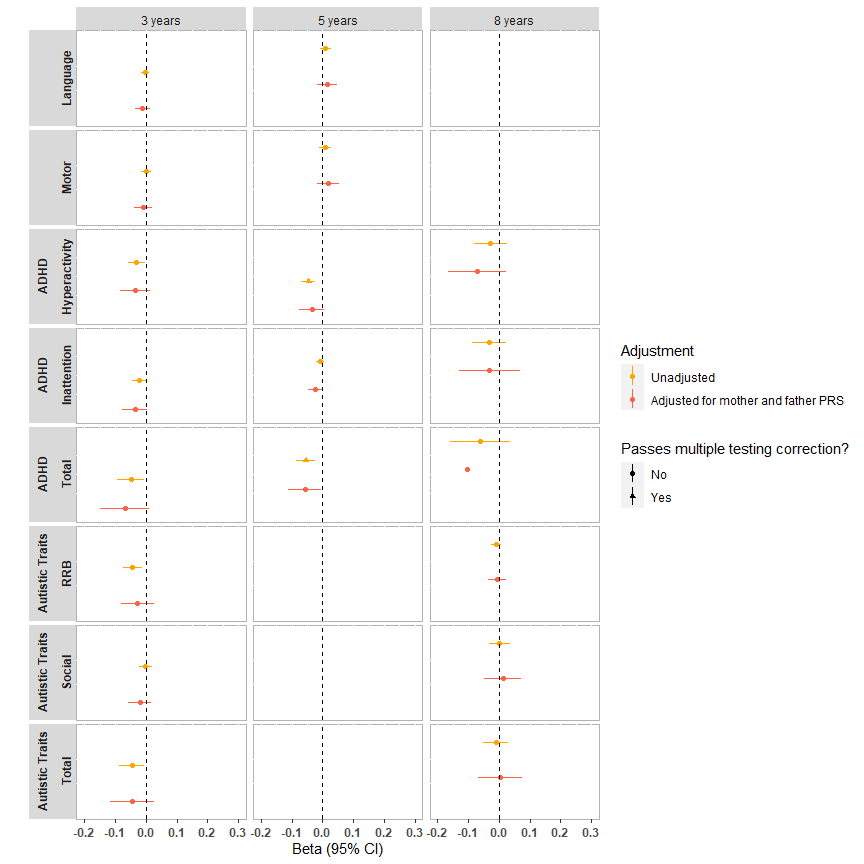 3 years
5 years
8 years
Language
Motor
ADHD
Hyperactivity
ADHD
Inattention
ADHD
Total
Autistic Traits
RRB
Autistic Traits
Social
Autistic Traits
Total
-0.2 -0.1 0.0 0.1 0.2 0.3
-0.2 -0.1 0.0 0.1 0.2 0.3
-0.2 -0.1 0.0 0.1 0.2 0.3
Beta (95% CI)
Adjustment
Unadjusted
Adjusted for mother and father PRS
Passes multiple testing correction?
No
Yes